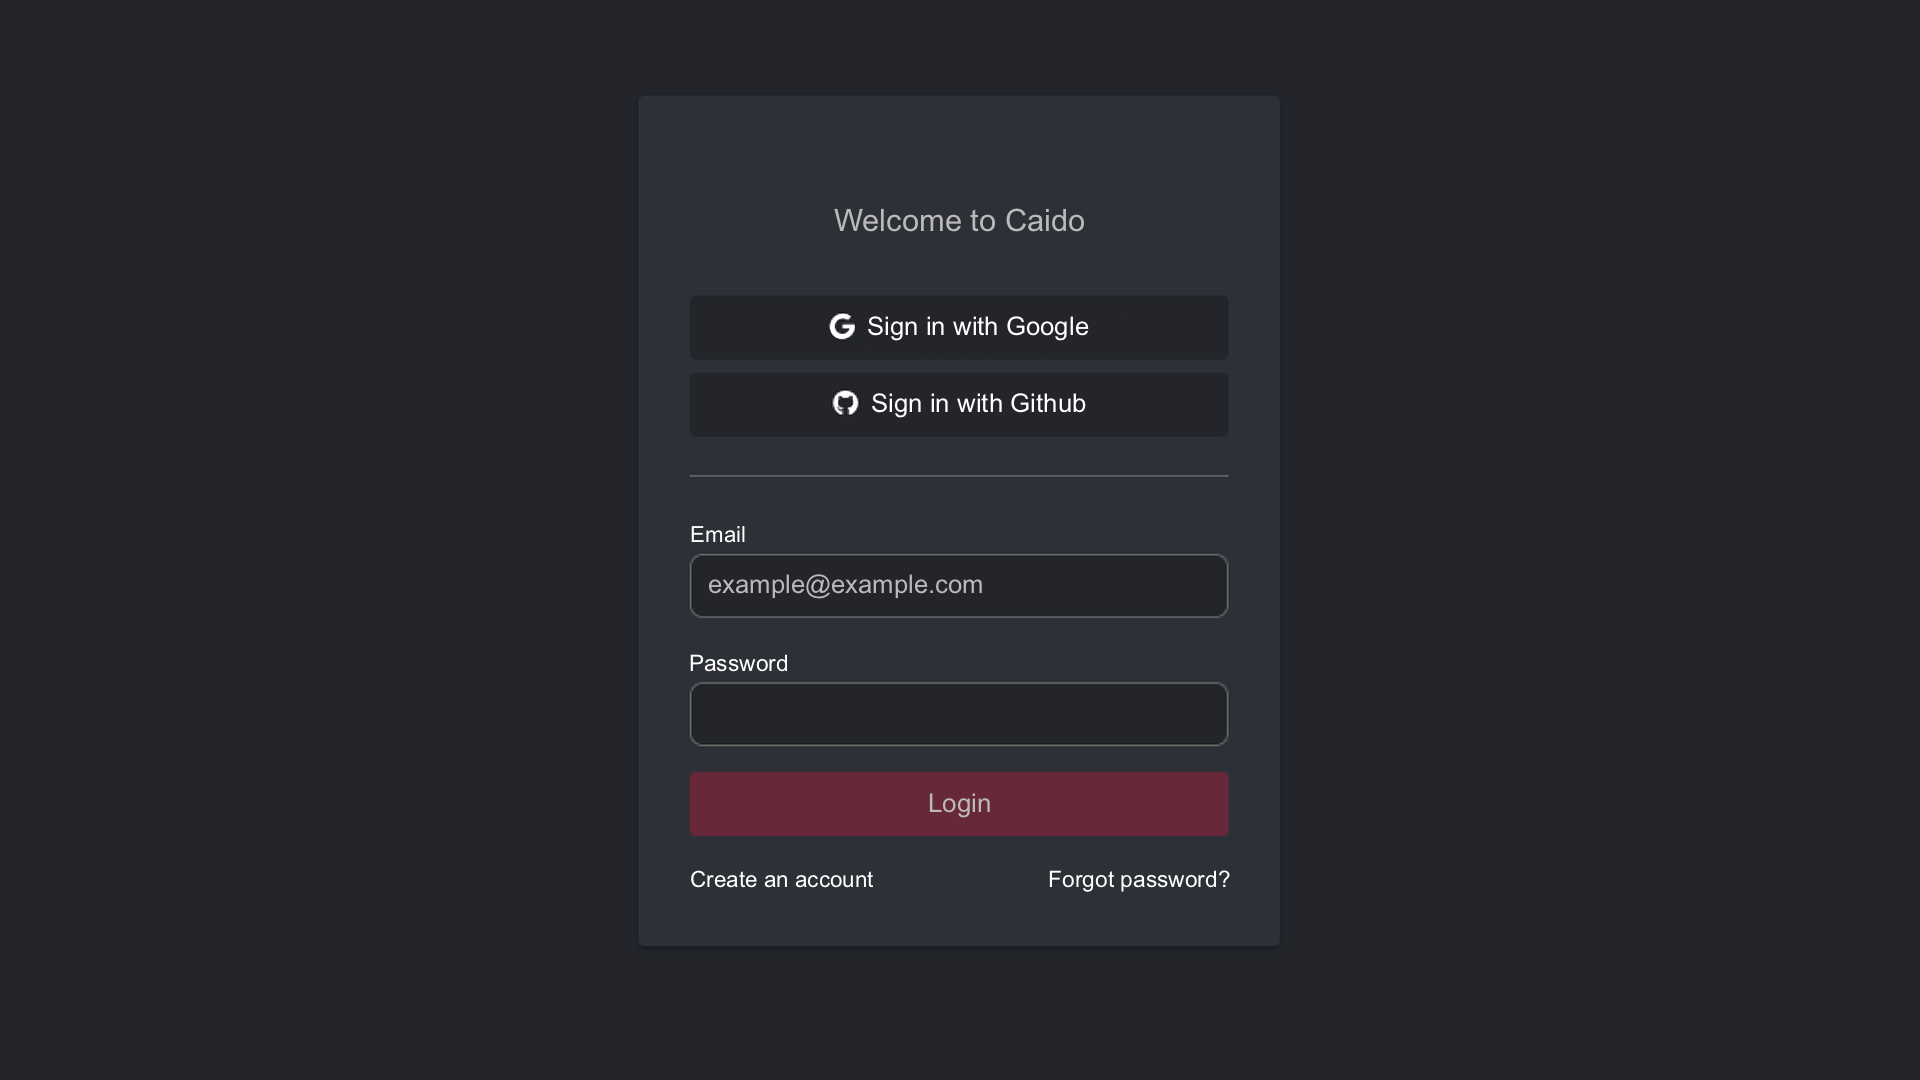 Welcome to Caido
Sign in with Google
Sign in with Github
Email
example@example.com
Password
Login
Create an account
Forgot password?